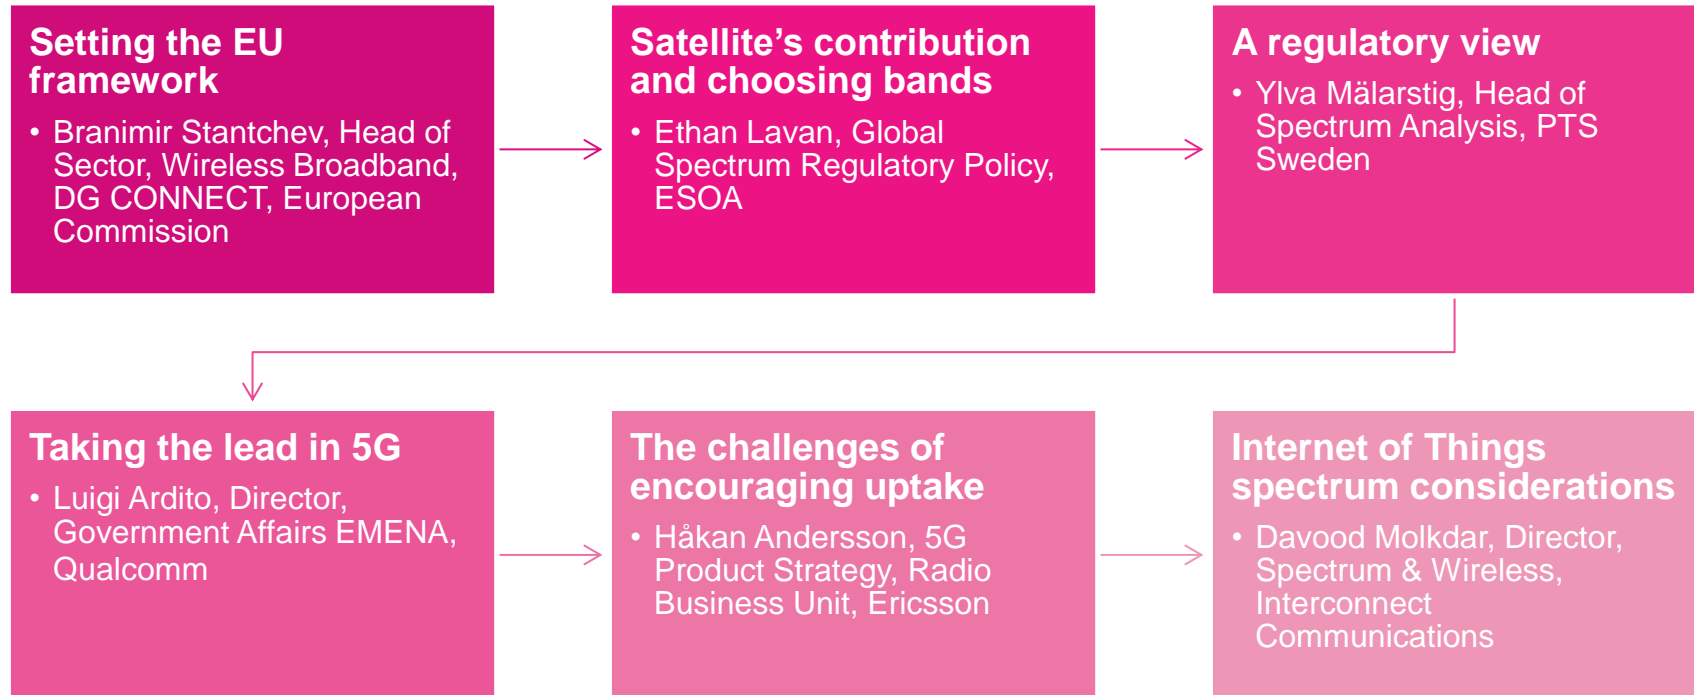 Setting the EU
framework
• Branimir Stantchev, Head of
Sector, Wireless Broadband,
DG CONNECT, European
Commission
Satellite’s contribution
and choosing bands
• Ethan Lavan, Global
Spectrum Regulatory Policy,
ESOA
A regulatory view
• Ylva Mälarstig, Head of
Spectrum Analysis, PTS
Sweden
Taking the lead in 5G
• Luigi Ardito, Director,
Government Affairs EMENA,
Qualcomm
The challenges of
encouraging uptake
• Håkan Andersson, 5G
Product Strategy, Radio
Business Unit, Ericsson
Internet of Things
spectrum considerations
• Davood Molkdar, Director,
Spectrum & Wireless,
Interconnect
Communications